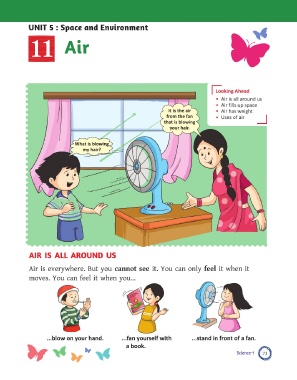 UNIT 5 : Space and Environment
11 Air
Looking Ahead
• Air is all around us
• Air fills up space
• Air has weight
• Uses of air
It is the air
from the fan
that is blowing
your hair.
What is blowing
my hair?
AIR IS ALL AROUND US
Air is everywhere. But you cannot see it. You can only feel it when it
moves. You can feel it when you...
...blow on your hand.
...fan yourself with
a book.
...stand in front of a fan.
Science-1 73